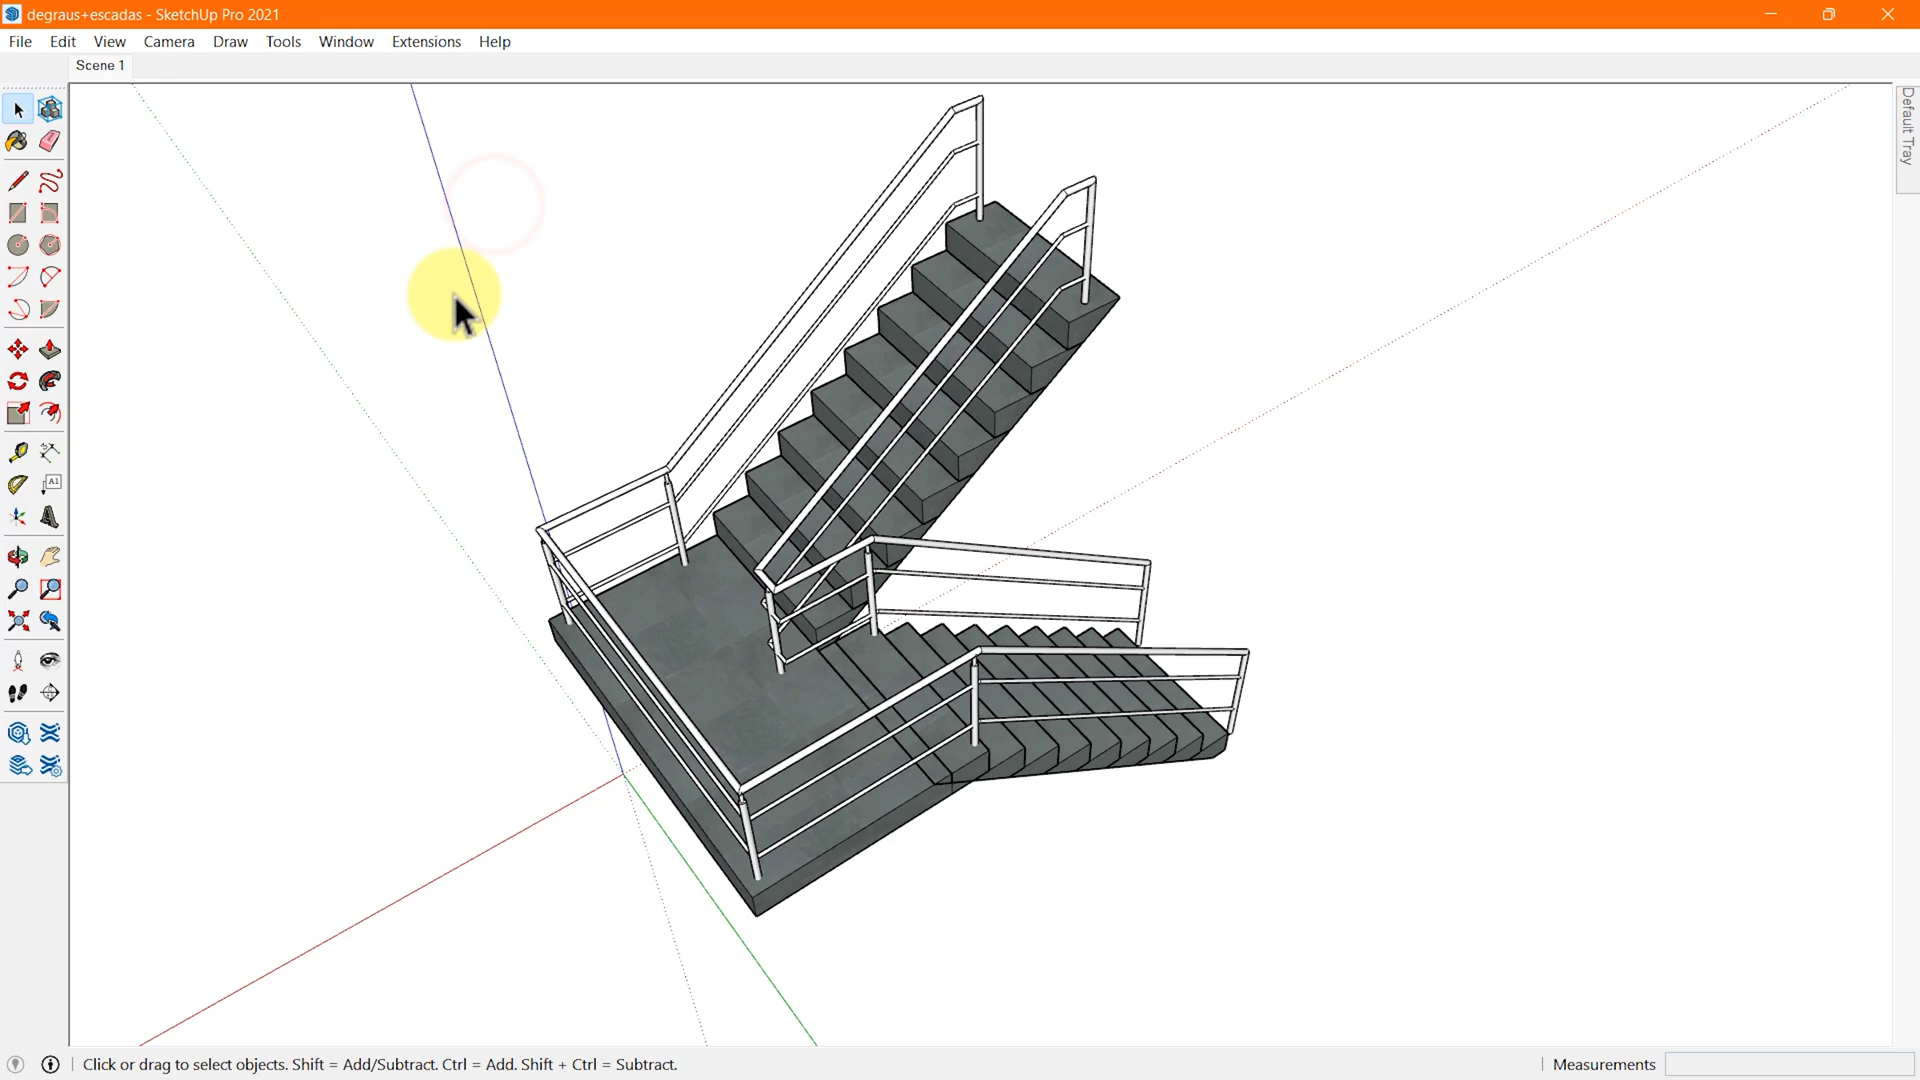 degraus+escadas - SketchUp Pro 2021
File Edit View Camera Draw Tools Window Extensions Help
Scene 1
Default Tray
A1
Click or drag to select objects. Shift = Add/Subtract. Ctrl = Add. Shift + Ctrl = Subtract.
Measurements